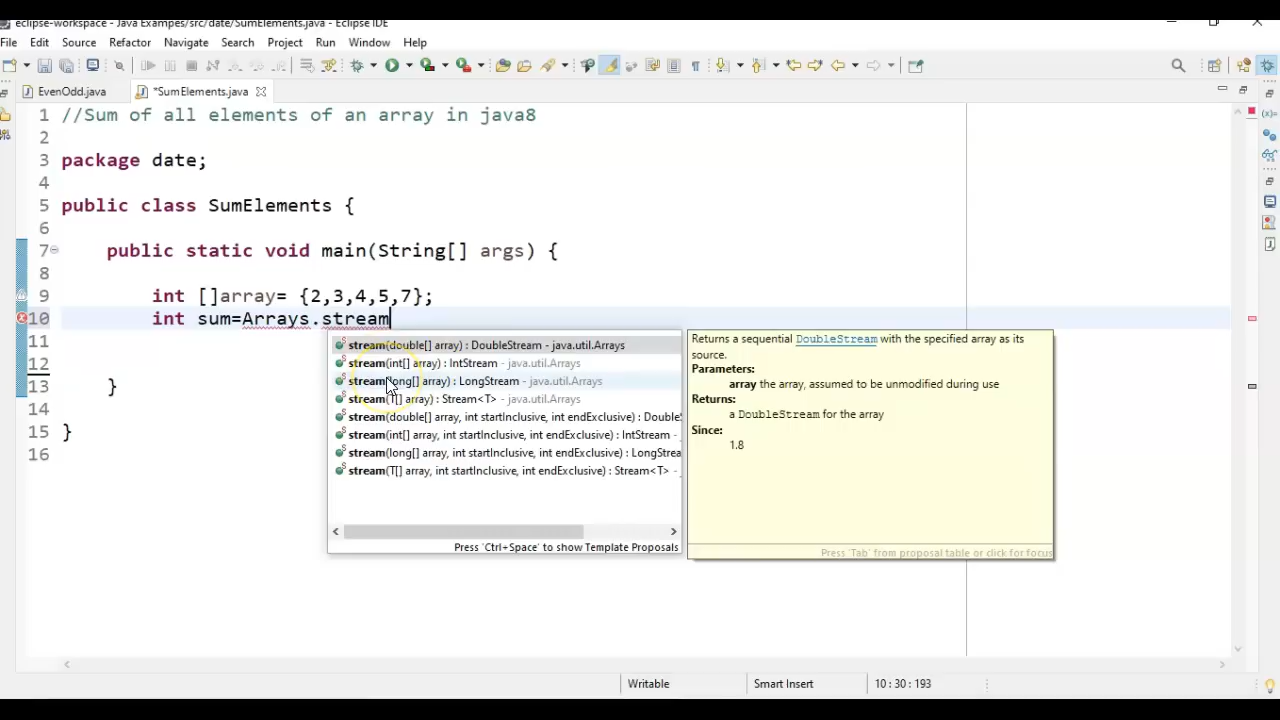 eclipse-workspace - Java Exampes/src/date/SumElements.java - Eclipse IDE
File Edit Source Refactor Navigate Search Project Run Window Help
EvenOdd.java *SumElements.java
1 //Sum of all elements of an array in java8
2
3 package date;
4
5 public class SumElements {
6
7 public static void main(String[] args) {
8
9 int []array= {2,3,4,5,7};
10 int sum=Arrays.stream
11
12
13 }
14
15 }
16
stream(double[] array) : DoubleStream - java.util.Arrays
stream(int[] array) : IntStream - java.util.Arrays
stream(long[] array) : LongStream - java.util.Arrays
stream(T[] array) : Stream<T> - java.util.Arrays
stream(double[] array, int startInclusive, int endExclusive) : DoubleS
stream(int[] array, int startInclusive, int endExclusive) : IntStream -
stream(long[] array, int startInclusive, int endExclusive) : LongStrea
stream(T[] array, int startInclusive, int endExclusive) : Stream<T> -
Press 'Ctrl+Space' to show Template Proposals
Returns a sequential DoubleStream with the specified array as its
source.
Parameters:
array the array, assumed to be unmodified during use
Returns:
a DoubleStream for the array
Since:
1.8
Press 'Tab' from proposal table or click for focus
Writable Smart Insert 10 : 30 : 193